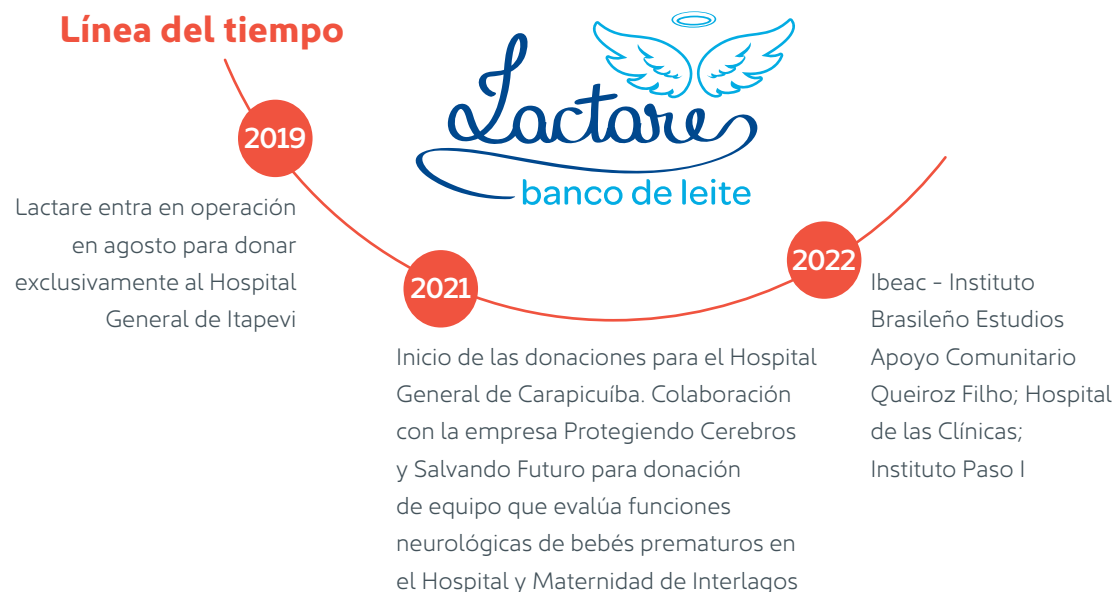 Línea del tiempo
Lactare
banco de leite
2019
Lactare entra en operación
en agosto para donar
exclusivamente al Hospital
General de Itapevi
2021
Inicio de las donaciones para el Hospital
General de Carapicuíba. Colaboración
con la empresa Protegiendo Cerebros
y Salvando Futuro para donación
de equipo que evalúa funciones
neurológicas de bebés prematuros en
el Hospital y Maternidad de Interlagos
2022
Ibeac - Instituto
Brasileño Estudios
Apoyo Comunitario
Queiroz Filho; Hospital
de las Clínicas;
Instituto Paso I